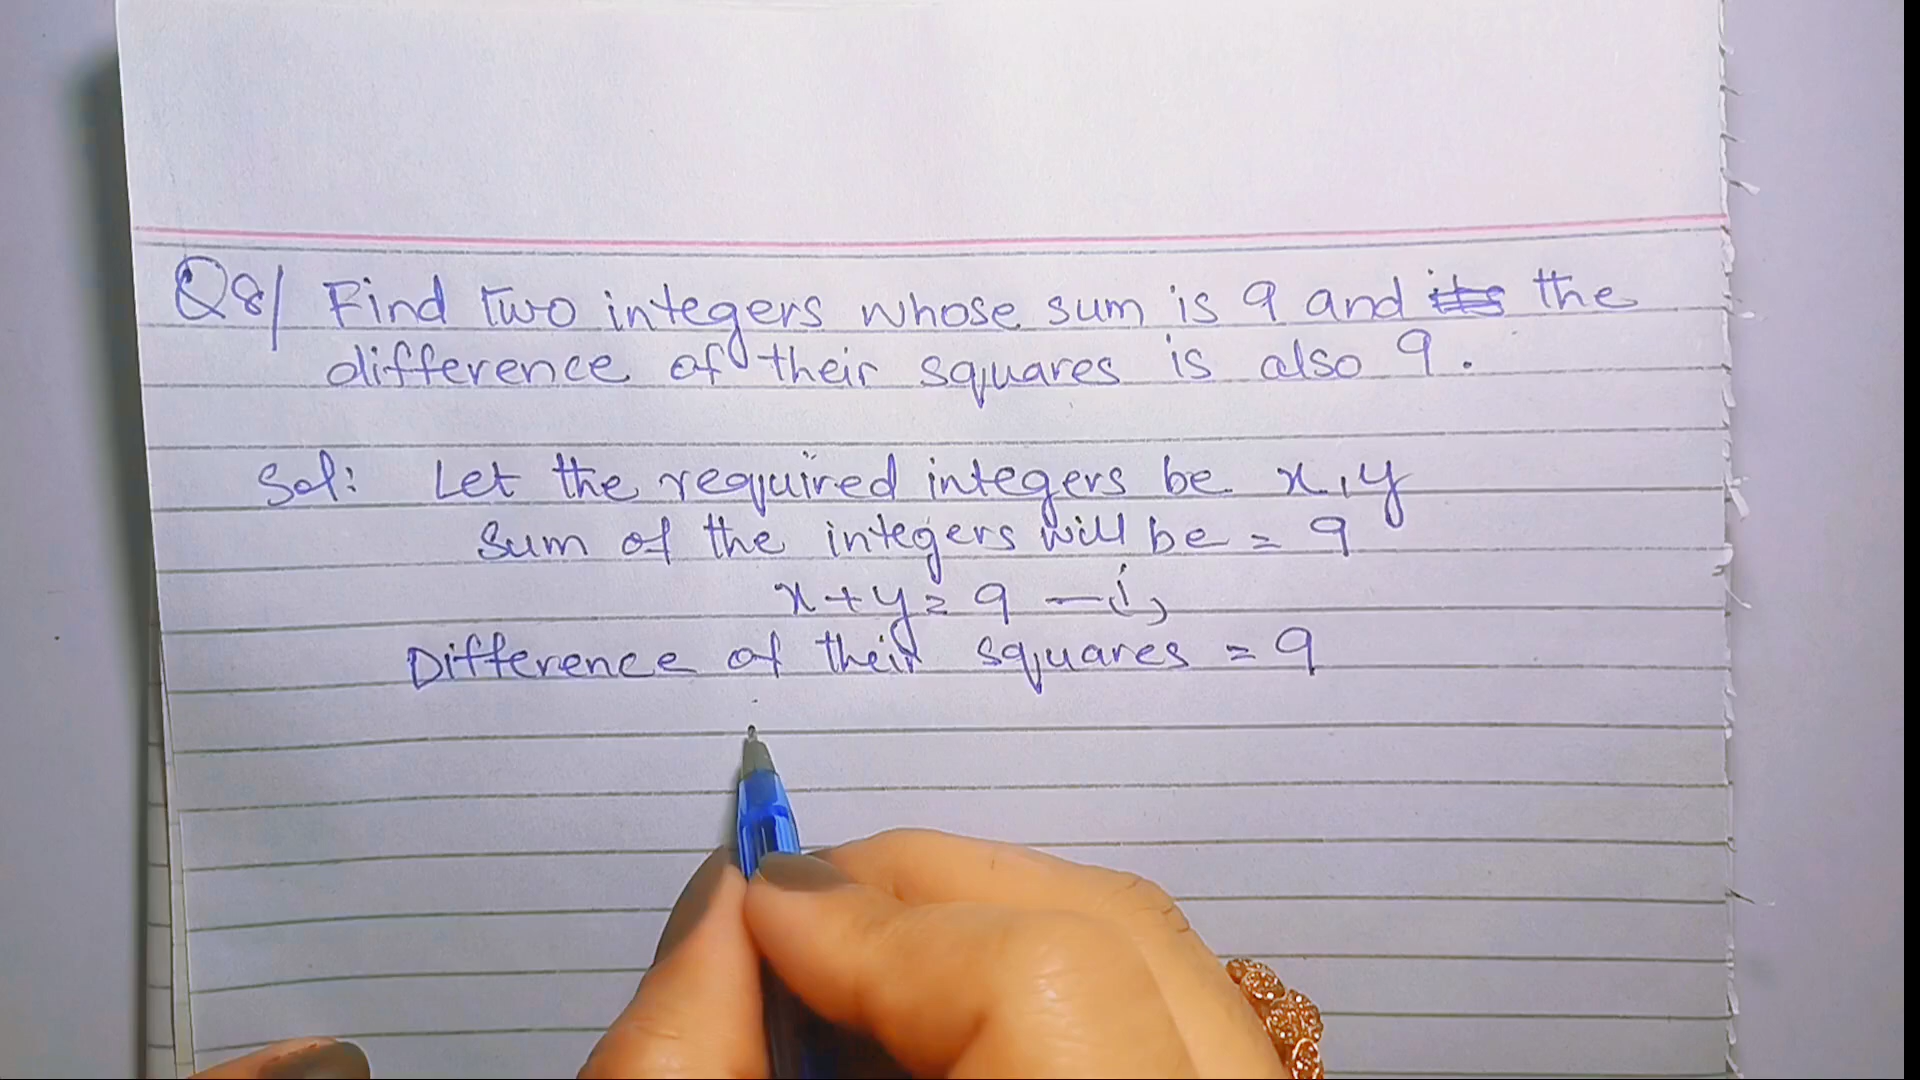 Q8/ Find two integers whose sum is 9 and the
difference of their squares is also 9.
Sol: Let the required integers be x, y
Sum of the integers will be = 9
x+y = 9 —i,
Difference of their squares = 9